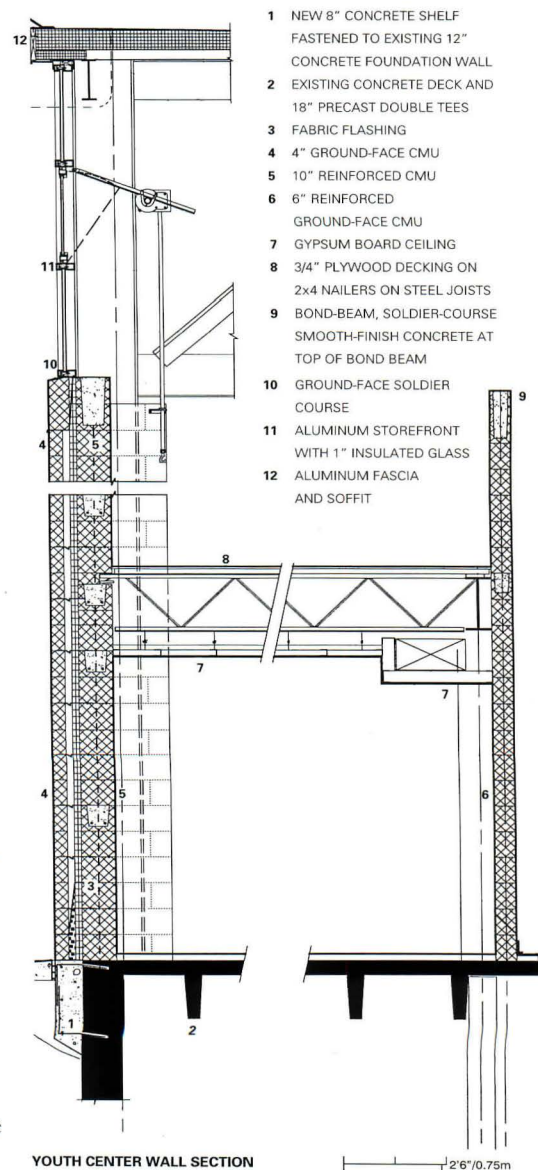 1 NEW 8" CONCRETE SHELF
FASTENED TO EXISTING 12"
CONCRETE FOUNDATION WALL
2 EXISTING CONCRETE DECK AND
18" PRECAST DOUBLE TEES
3 FABRIC FLASHING
4 4" GROUND-FACE CMU
5 10" REINFORCED CMU
6 6" REINFORCED
GROUND-FACE CMU
7 GYPSUM BOARD CEILING
8 3/4" PLYWOOD DECKING ON
2x4 NAILERS ON STEEL JOISTS
9 BOND-BEAM, SOLDIER-COURSE
SMOOTH-FINISH CONCRETE AT
TOP OF BOND BEAM
10 GROUND-FACE SOLDIER
COURSE
11 ALUMINUM STOREFRONT
WITH 1" INSULATED GLASS
12 ALUMINUM FASCIA
AND SOFFIT
12
11
10
9
4
5
8
7
7
4
5
6
3
1
2
YOUTH CENTER WALL SECTION
2'6"/0.75m